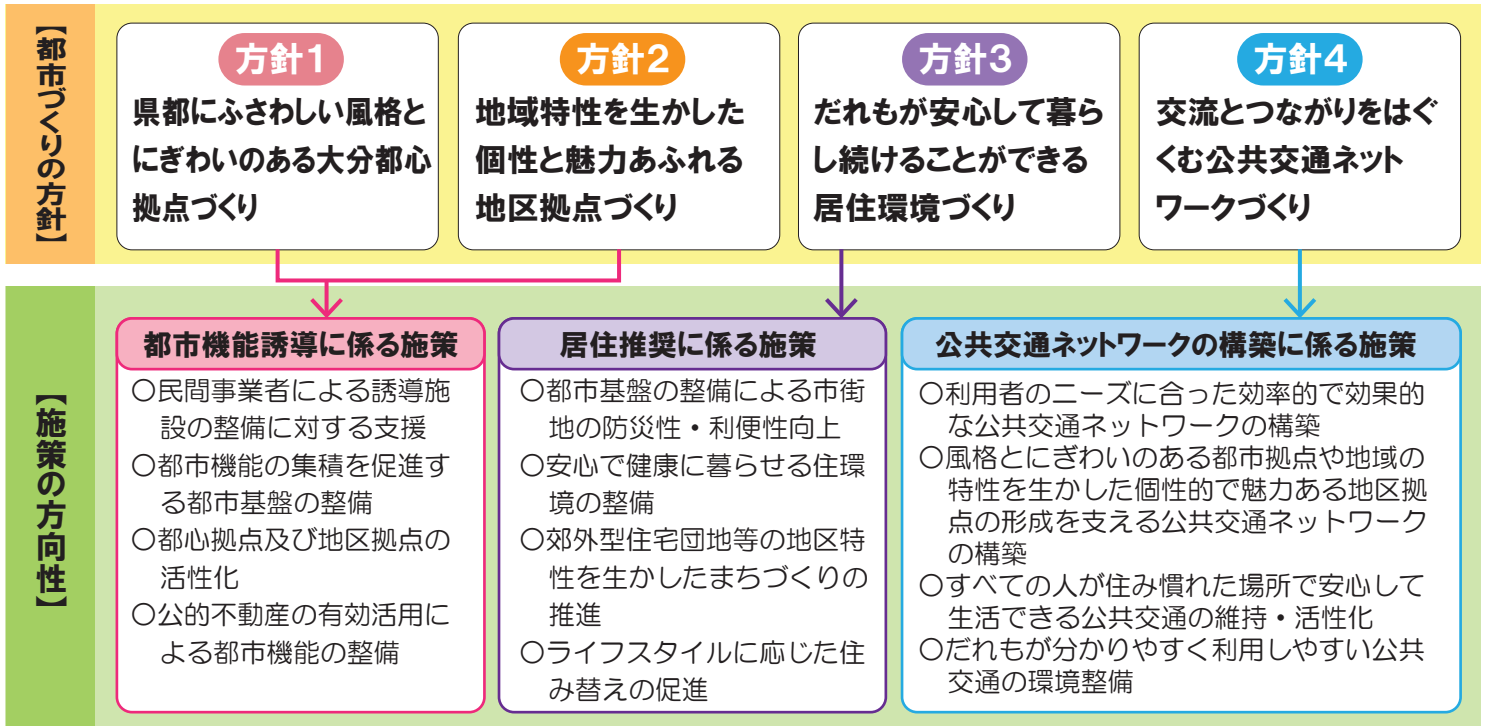 【都市づくりの方針】
方針1
県都にふさわしい風格と
にぎわいのある大分都心
拠点づくり
方針2
地域特性を生かした
個性と魅力あふれる
地区拠点づくり
方針3
だれもが安心して暮ら
し続けることができる
居住環境づくり
方針4
交流とつながりをはぐ
くむ公共交通ネット
ワークづくり
【施策の方向性】
都市機能誘導に係る施策
○民間事業者による誘導施
設の整備に対する支援
○都市機能の集積を促進す
る都市基盤の整備
○都心拠点及び地区拠点の
活性化
○公的不動産の有効活用に
よる都市機能の整備
居住推奨に係る施策
○都市基盤の整備による市街
地の防災性・利便性向上
○安心で健康に暮らせる住環
境の整備
○郊外型住宅団地等の地区特
性を生かしたまちづくりの
推進
○ライフスタイルに応じた住
み替えの促進
公共交通ネットワークの構築に係る施策
○利用者のニーズに合った効率的で効果的
な公共交通ネットワークの構築
○風格とにぎわいのある都市拠点や地域の
特性を生かした個性的で魅力ある地区拠
点の形成を支える公共交通ネットワーク
の構築
○すべての人が住み慣れた場所で安心して
生活できる公共交通の維持・活性化
○だれもが分かりやすく利用しやすい公共
交通の環境整備